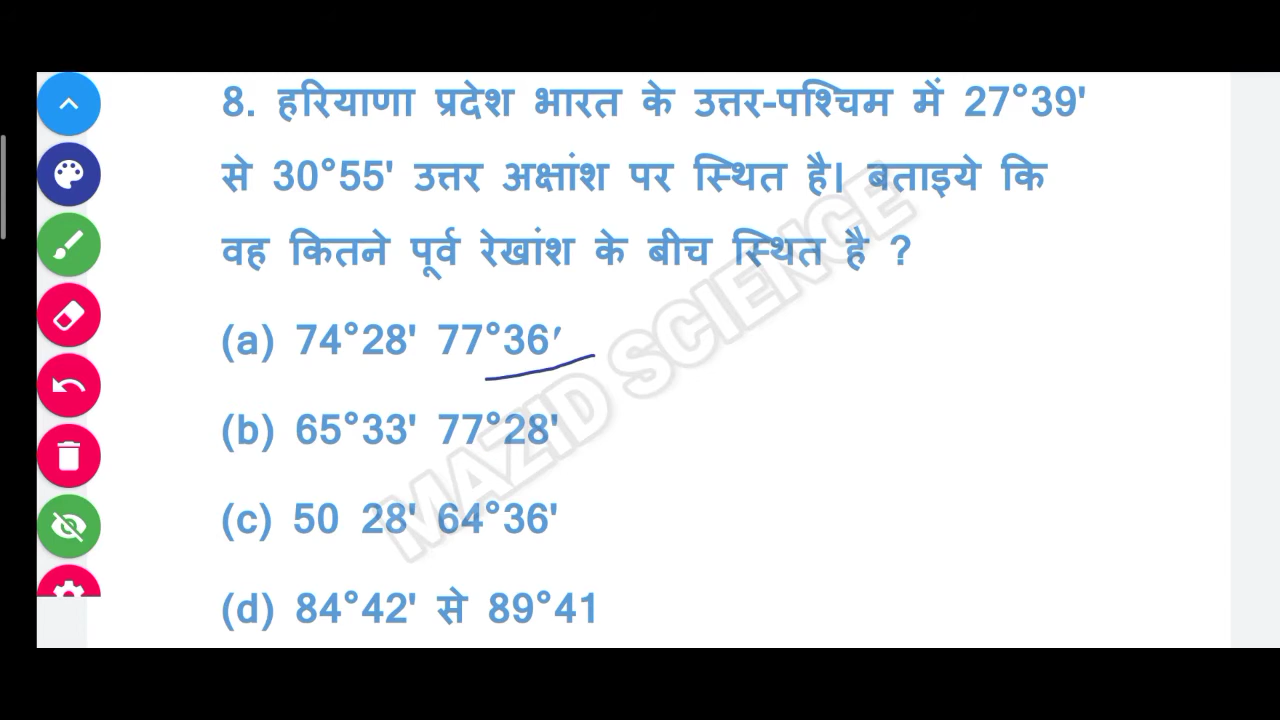 8. हरियाणा प्रदेश भारत के उत्तर-पश्चिम में 27°39'
से 30°55' उत्तर अक्षांश पर स्थित है। बताइये कि
वह कितने पूर्व रेखांश के बीच स्थित है ?
(a) 74°28' 77°36'
(b) 65°33' 77°28'
(c) 50 28' 64°36'
(d) 84°42' से 89°41
MAZID SCIENCE